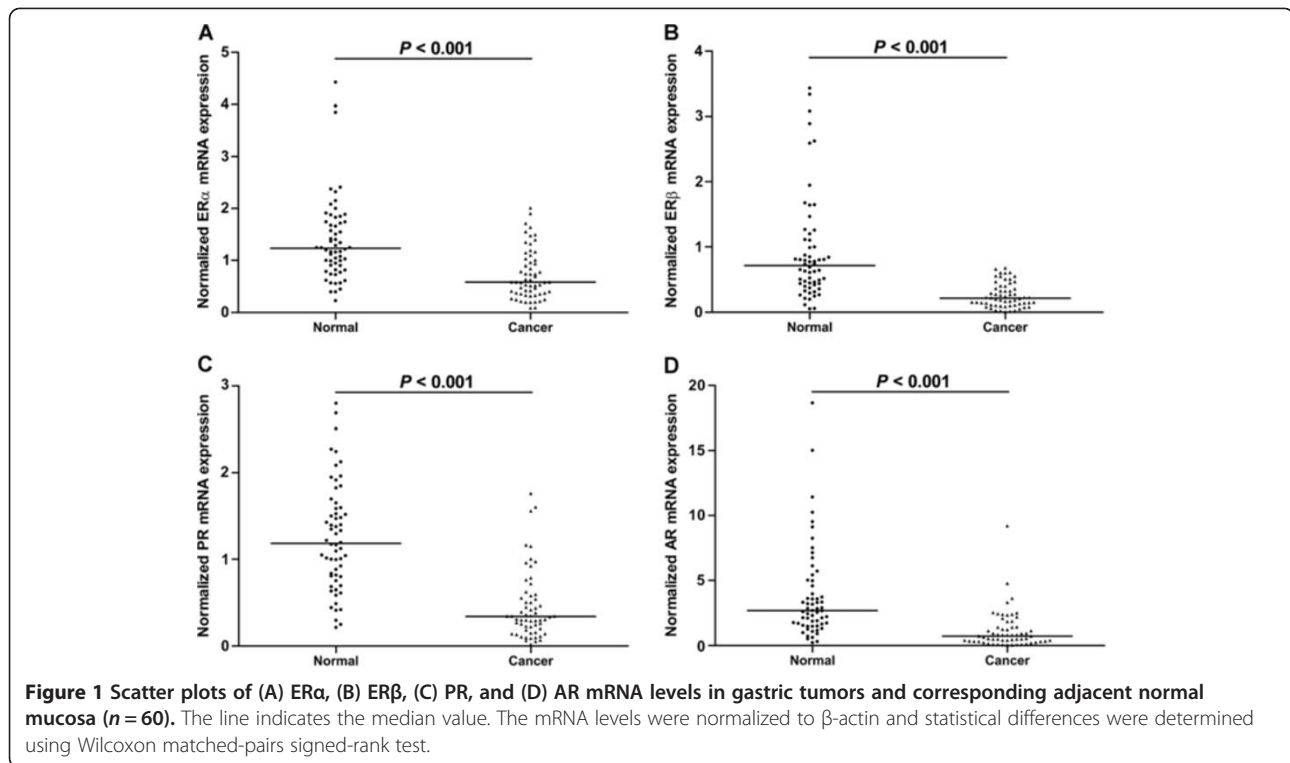 A
P < 0.001
Normalized ERα mRNA expression
5
4
3
2
1
0
Normal
Cancer
B
P < 0.001
Normalized ERβ mRNA expression
4
3
2
1
0
Normal
Cancer
C
P < 0.001
Normalized PR mRNA expression
3
2
1
0
Normal
Cancer
D
P < 0.001
Normalized AR mRNA expression
20
15
10
5
0
Normal
Cancer
Figure 1 Scatter plots of (A) ERα, (B) ERβ, (C) PR, and (D) AR mRNA levels in gastric tumors and corresponding adjacent normal
mucosa (n = 60). The line indicates the median value. The mRNA levels were normalized to β-actin and statistical differences were determined
using Wilcoxon matched-pairs signed-rank test.